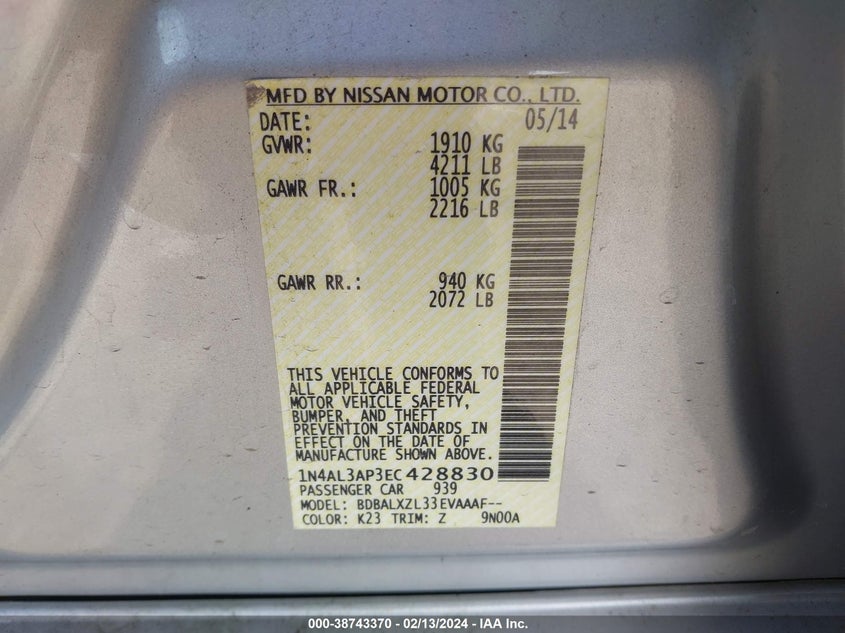 MFD BY NISSAN MOTOR CO., LTD.
DATE: 05/14
GVWR: 1910 KG
4211 LB
GAWR FR.: 1005 KG
2216 LB
GAWR RR.: 940 KG
2072 LB
THIS VEHICLE CONFORMS TO
ALL APPLICABLE FEDERAL
MOTOR VEHICLE SAFETY,
BUMPER, AND THEFT
PREVENTION STANDARDS IN
EFFECT ON THE DATE OF
MANUFACTURE SHOWN ABOVE.
1N4AL3AP3EC428830
PASSENGER CAR 939
MODEL: BDBALXZL33EVAAAF--
COLOR: K23 TRIM: Z 9N00A
000-38743370 - 02/13/2024 - IAA Inc.